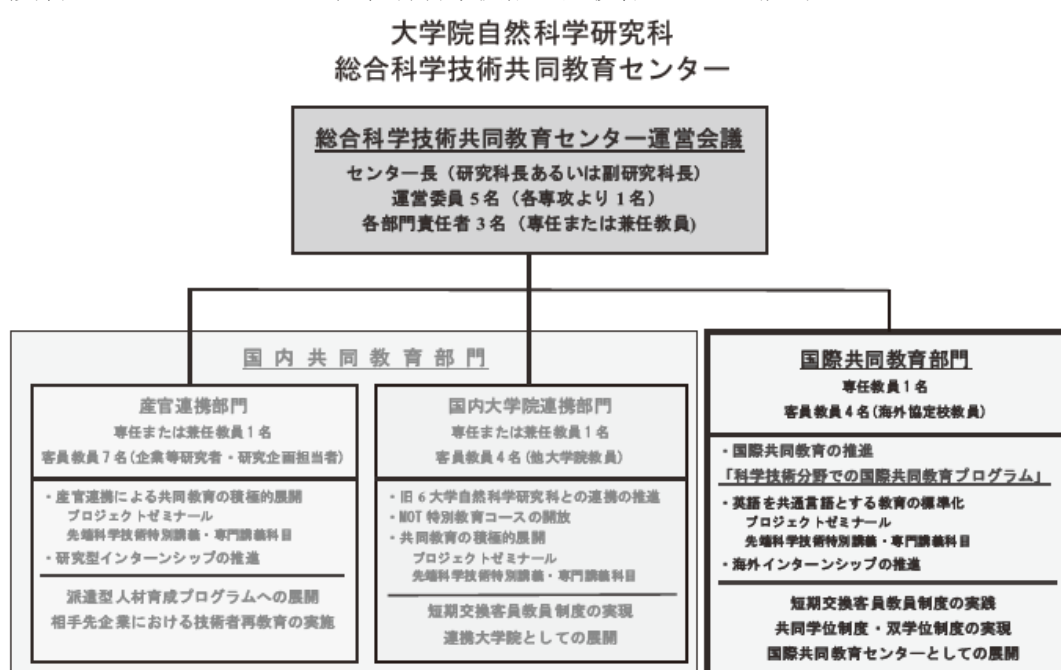 大学院自然科学研究科
総合科学技術共同教育センター
総合科学技術共同教育センター運営会議
センター長（研究科長あるいは副研究科長）
運営委員 5 名（各専攻より 1 名）
各部門責任者 3 名（専任または兼任教員）
国 内 共 同 教 育 部 門
産官連携部門
専任または兼任教員 1 名
客員教員 7 名(企業等研究者・研究企画担当者)
・産官連携による共同教育の積極的展開
プロジェクトゼミナール
先端科学技術特別講義・専門講義科目
・研究型インターンシップの推進
派遣型人材育成プログラムへの展開
相手先企業における技術者再教育の実施
国内大学院連携部門
専任または兼任教員 1 名
客員教員 4 名(他大学院教員)
・旧 6 大学自然科学研究科との連携の推進
・MOT 特別教育コースの開放
・共同教育の積極的展開
プロジェクトゼミナール
先端科学技術特別講義・専門講義科目
短期交換客員教員制度の実現
連携大学院としての展開
国際共同教育部門
専任教員 1 名
客員教員 4 名(海外協定校教員)
・国際共同教育の推進
「科学技術分野での国際共同教育プログラム」
・英語を共通言語とする教育の標準化
プロジェクトゼミナール
先端科学技術特別講義・専門講義科目
・海外インターンシップの推進
短期交換客員教員制度の実践
共同学位制度・双学位制度の実現
国際共同教育センターとしての展開